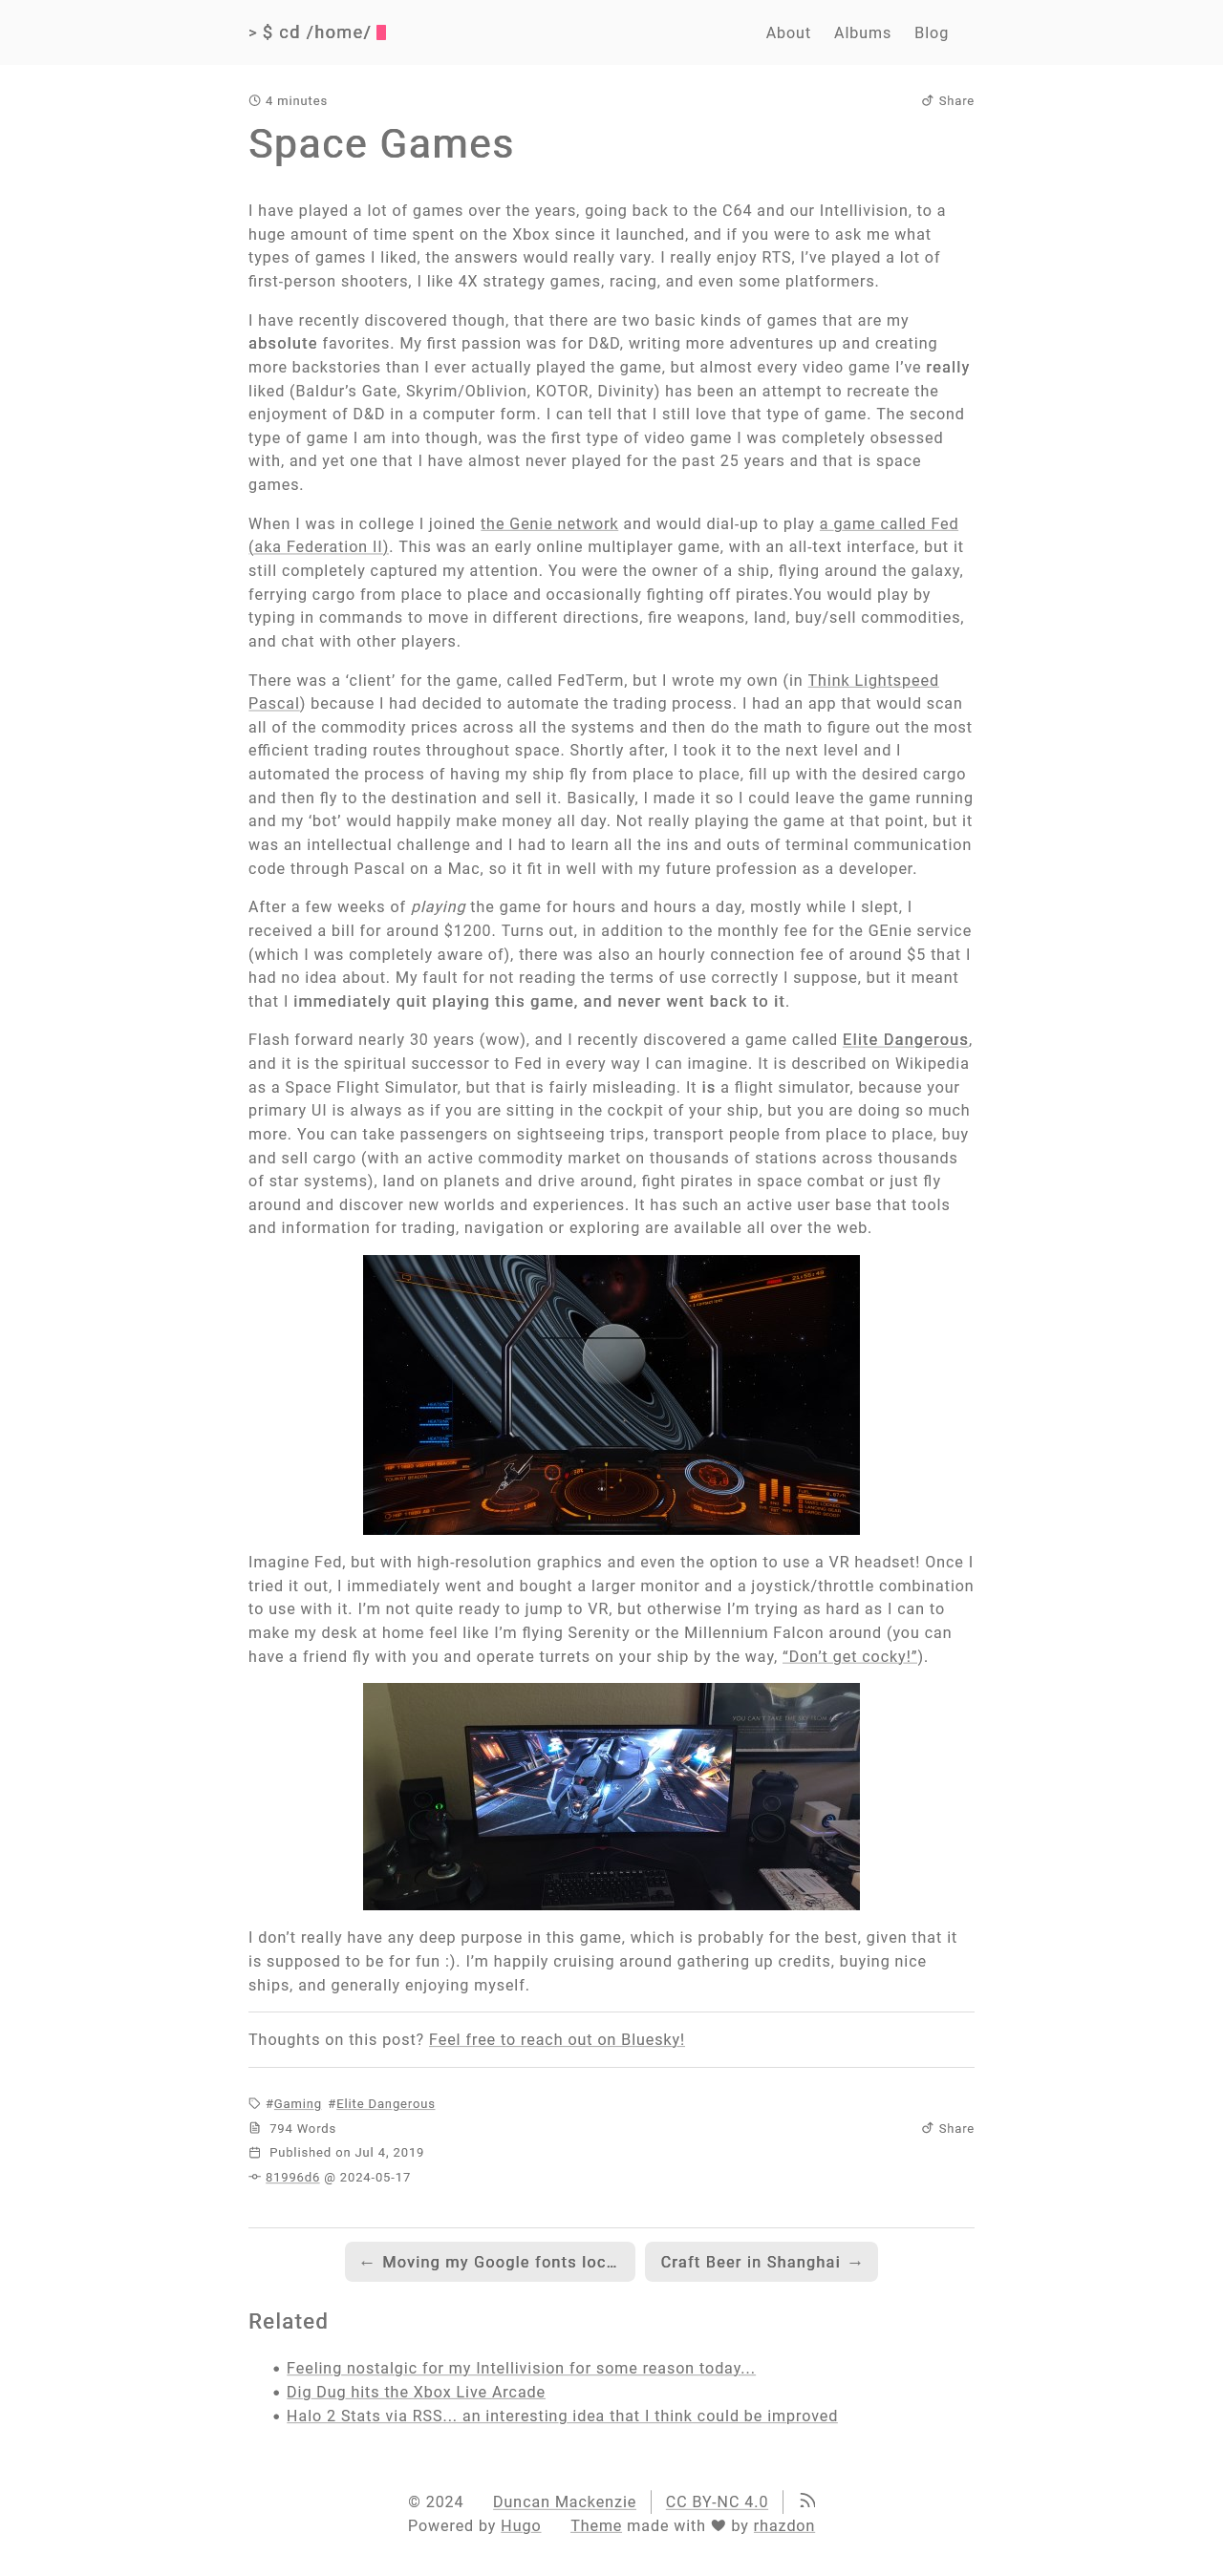 > $ cd /home/
About Albums Blog
4 minutes
Share
Space Games
I have played a lot of games over the years, going back to the C64 and our Intellivision, to a
huge amount of time spent on the Xbox since it launched, and if you were to ask me what
types of games I liked, the answers would really vary. I really enjoy RTS, I’ve played a lot of
first-person shooters, I like 4X strategy games, racing, and even some platformers.
I have recently discovered though, that there are two basic kinds of games that are my
absolute favorites. My first passion was for D&D, writing more adventures up and creating
more backstories than I ever actually played the game, but almost every video game I’ve really
liked (Baldur’s Gate, Skyrim/Oblivion, KOTOR, Divinity) has been an attempt to recreate the
enjoyment of D&D in a computer form. I can tell that I still love that type of game. The second
type of game I am into though, was the first type of video game I was completely obsessed
with, and yet one that I have almost never played for the past 25 years and that is space
games.
When I was in college I joined the Genie network and would dial-up to play a game called Fed
(aka Federation II). This was an early online multiplayer game, with an all-text interface, but it
still completely captured my attention. You were the owner of a ship, flying around the galaxy,
ferrying cargo from place to place and occasionally fighting off pirates.You would play by
typing in commands to move in different directions, fire weapons, land, buy/sell commodities,
and chat with other players.
There was a ‘client’ for the game, called FedTerm, but I wrote my own (in Think Lightspeed
Pascal) because I had decided to automate the trading process. I had an app that would scan
all of the commodity prices across all the systems and then do the math to figure out the most
efficient trading routes throughout space. Shortly after, I took it to the next level and I
automated the process of having my ship fly from place to place, fill up with the desired cargo
and then fly to the destination and sell it. Basically, I made it so I could leave the game running
and my ‘bot’ would happily make money all day. Not really playing the game at that point, but it
was an intellectual challenge and I had to learn all the ins and outs of terminal communication
code through Pascal on a Mac, so it fit in well with my future profession as a developer.
After a few weeks of playing the game for hours and hours a day, mostly while I slept, I
received a bill for around $1200. Turns out, in addition to the monthly fee for the GEnie service
(which I was completely aware of), there was also an hourly connection fee of around $5 that I
had no idea about. My fault for not reading the terms of use correctly I suppose, but it meant
that I immediately quit playing this game, and never went back to it.
Flash forward nearly 30 years (wow), and I recently discovered a game called Elite Dangerous,
and it is the spiritual successor to Fed in every way I can imagine. It is described on Wikipedia
as a Space Flight Simulator, but that is fairly misleading. It is a flight simulator, because your
primary UI is always as if you are sitting in the cockpit of your ship, but you are doing so much
more. You can take passengers on sightseeing trips, transport people from place to place, buy
and sell cargo (with an active commodity market on thousands of stations across thousands
of star systems), land on planets and drive around, fight pirates in space combat or just fly
around and discover new worlds and experiences. It has such an active user base that tools
and information for trading, navigation or exploring are available all over the web.
Imagine Fed, but with high-resolution graphics and even the option to use a VR headset! Once I
tried it out, I immediately went and bought a larger monitor and a joystick/throttle combination
to use with it. I’m not quite ready to jump to VR, but otherwise I’m trying as hard as I can to
make my desk at home feel like I’m flying Serenity or the Millennium Falcon around (you can
have a friend fly with you and operate turrets on your ship by the way, “Don’t get cocky!”).
YOU CAN'T TAKE THE SKY FROM ME
I don’t really have any deep purpose in this game, which is probably for the best, given that it
is supposed to be for fun :). I’m happily cruising around gathering up credits, buying nice
ships, and generally enjoying myself.
Thoughts on this post? Feel free to reach out on Bluesky!
#Gaming #Elite Dangerous
794 Words
Share
Published on Jul 4, 2019
81996d6 @ 2024-05-17
← Moving my Google fonts loc…
Craft Beer in Shanghai →
Related
• Feeling nostalgic for my Intellivision for some reason today...
• Dig Dug hits the Xbox Live Arcade
• Halo 2 Stats via RSS... an interesting idea that I think could be improved
© 2024 Duncan Mackenzie CC BY-NC 4.0
Powered by Hugo Theme made with ❤ by rhazdon